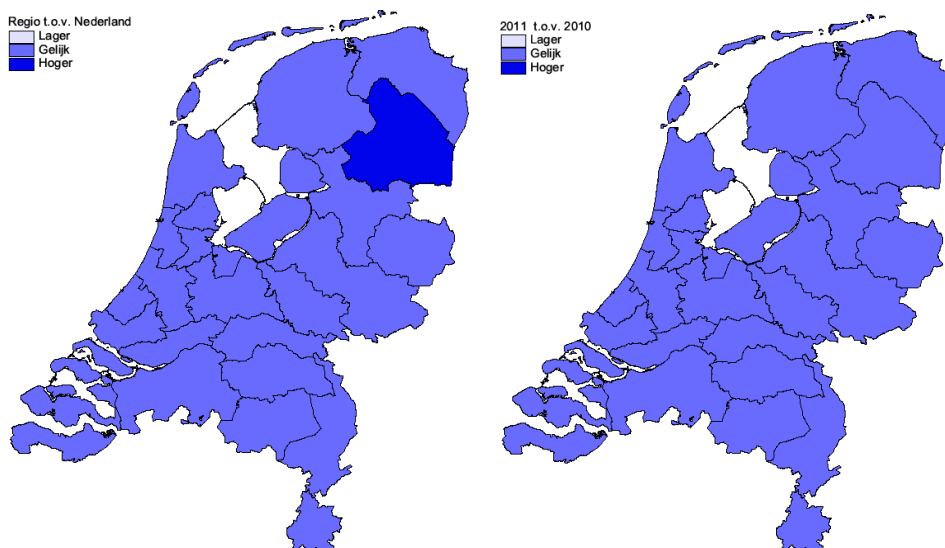 Regio t.o.v. Nederland
Lager
Gelijk
Hoger
2011 t.o.v. 2010
Lager
Gelijk
Hoger